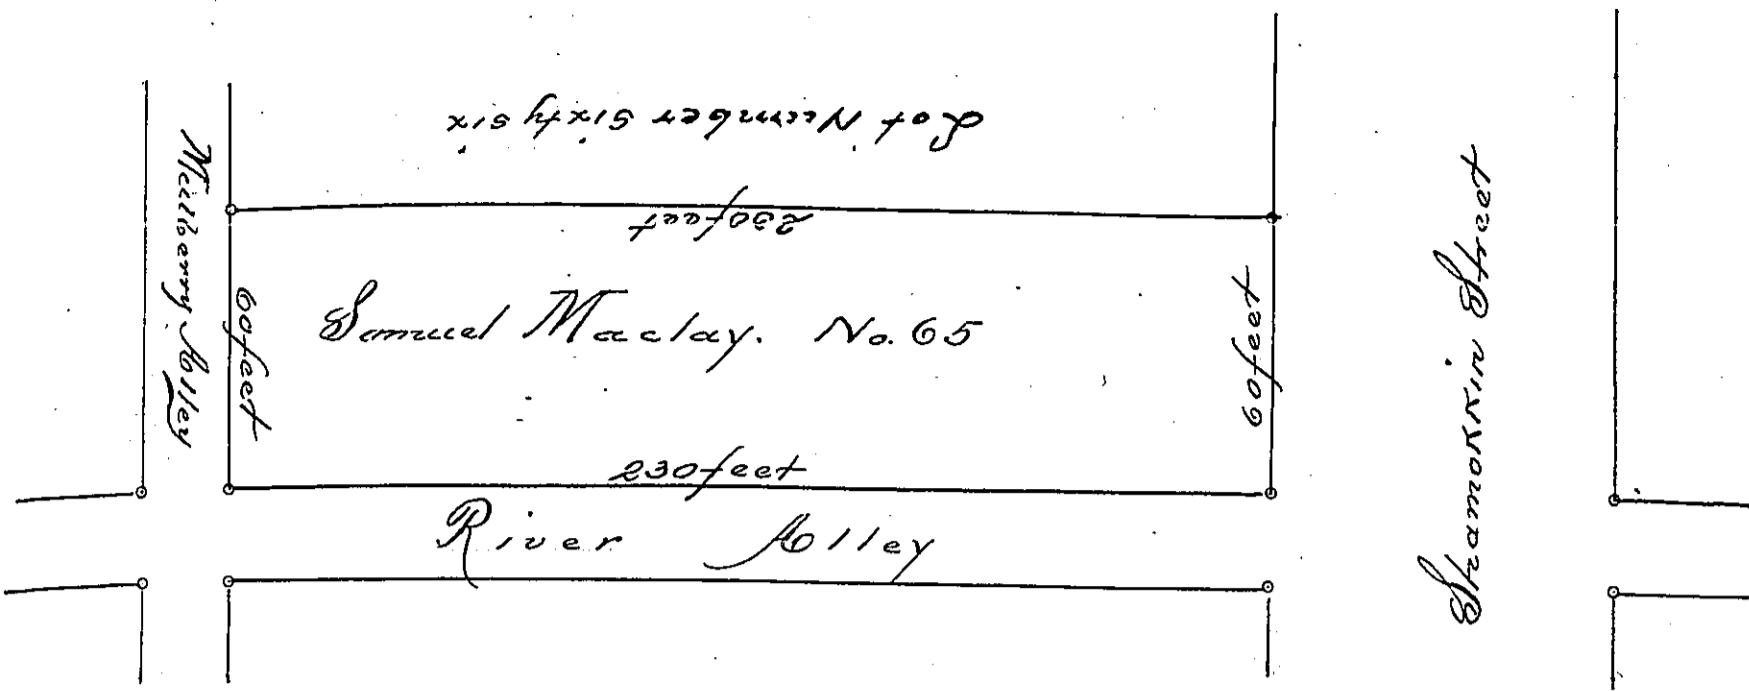 Lot Number sixty six
230 feet
Mulberry Alley
60 feet
Samuel Maclay. No. 65
60 feet
Shamokkin Street
230 feet
River Alley